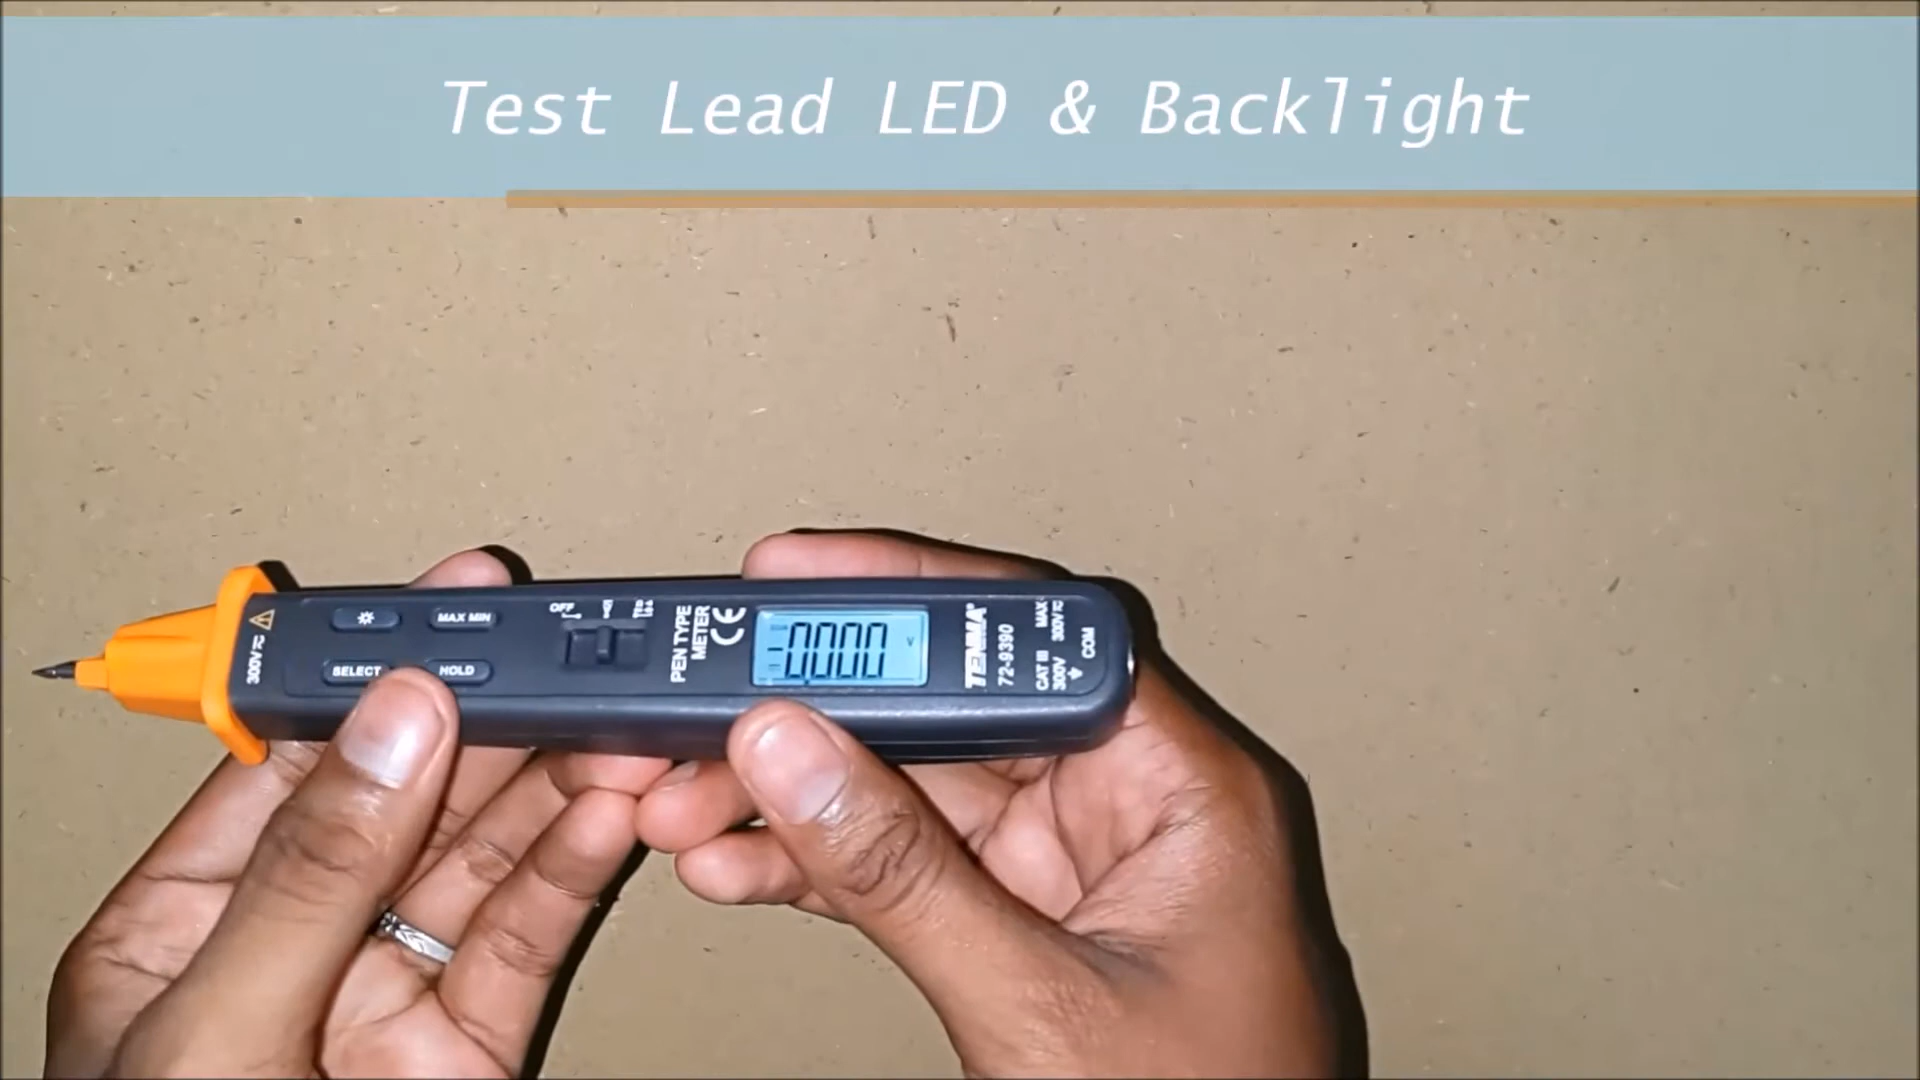 Test Lead LED & Backlight
300V
MAX MIN
SELECT
HOLD
OFF
PEN TYPE
METER
CE
0000
V
TENMA
72-9390
CAT III
300V
MAX
300V
COM